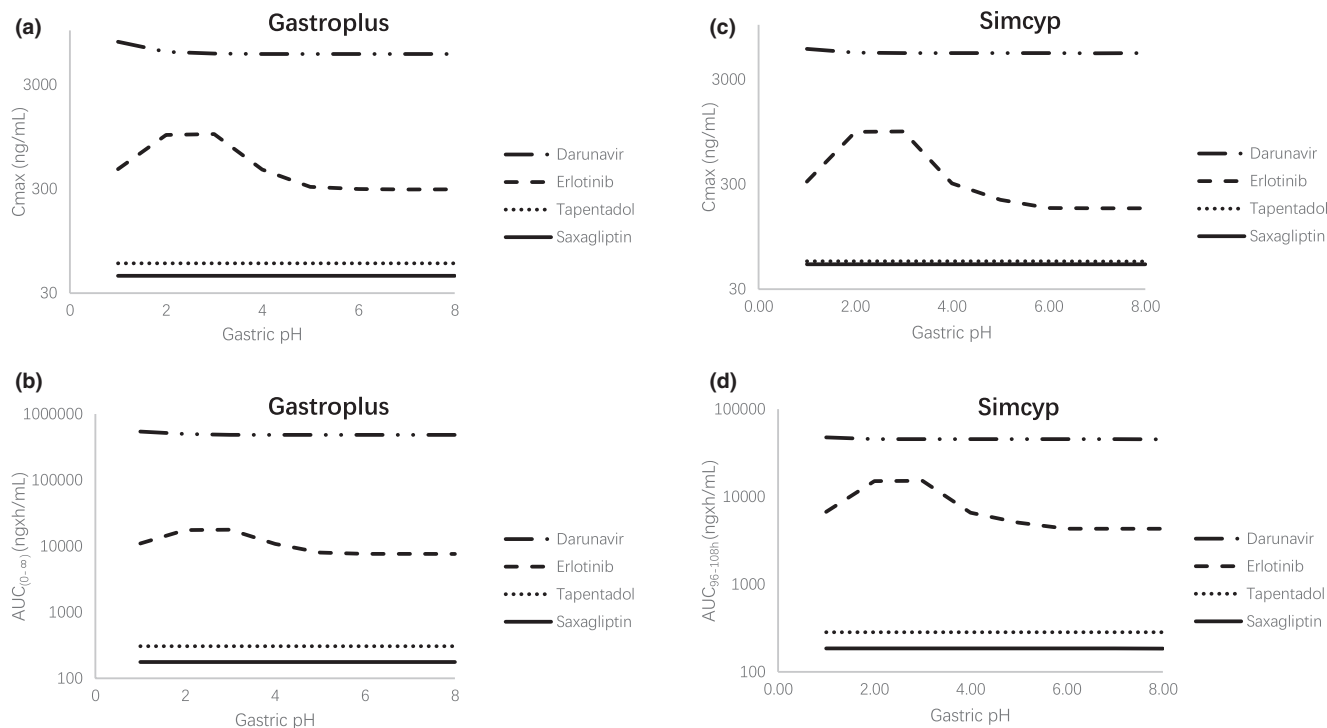 (a)
Gastroplus
Cmax (ng/mL)
3000
300
30
0 2 4 6 8
Gastric pH
Darunavir
Erlotinib
Tapentadol
Saxagliptin
(c)
Simcyp
Cmax (ng/mL)
3000
300
30
0.00 2.00 4.00 6.00 8.00
Gastric pH
Darunavir
Erlotinib
Tapentadol
Saxagliptin
(b)
Gastroplus
AUC(0-∞) (ngxh/mL)
1000000
100000
10000
1000
100
0 2 4 6 8
Gastric pH
Darunavir
Erlotinib
Tapentadol
Saxagliptin
(d)
Simcyp
AUC96-108h (ngxh/mL)
100000
10000
1000
100
0.00 2.00 4.00 6.00 8.00
Gastric pH
Darunavir
Erlotinib
Tapentadol
Saxagliptin